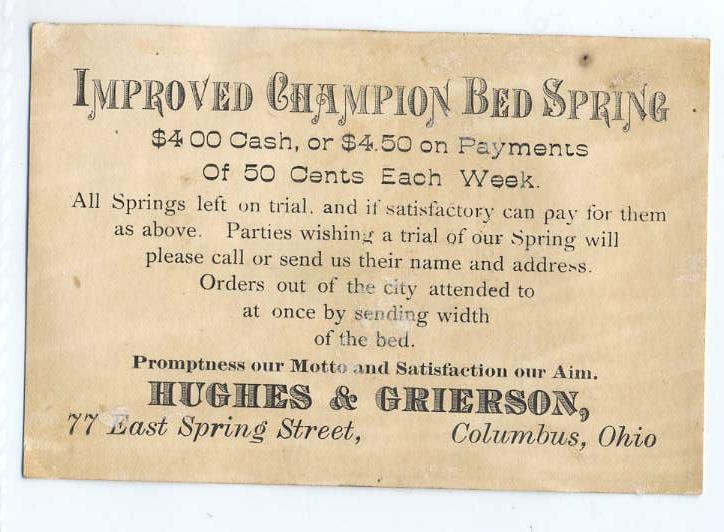 IMPROVED CHAMPION BED SPRING
$4 00 Cash, or $4.50 on Payments
Of 50 Cents Each Week.
All Springs left on trial. and if satisfactory can pay for them
as above. Parties wishing a trial of our Spring will
please call or send us their name and address.
Orders out of the city attended to
at once by sending width
of the bed.
Promptness our Motto and Satisfaction our Aim.
HUGHES & GRIERSON,
77 East Spring Street, Columbus, Ohio